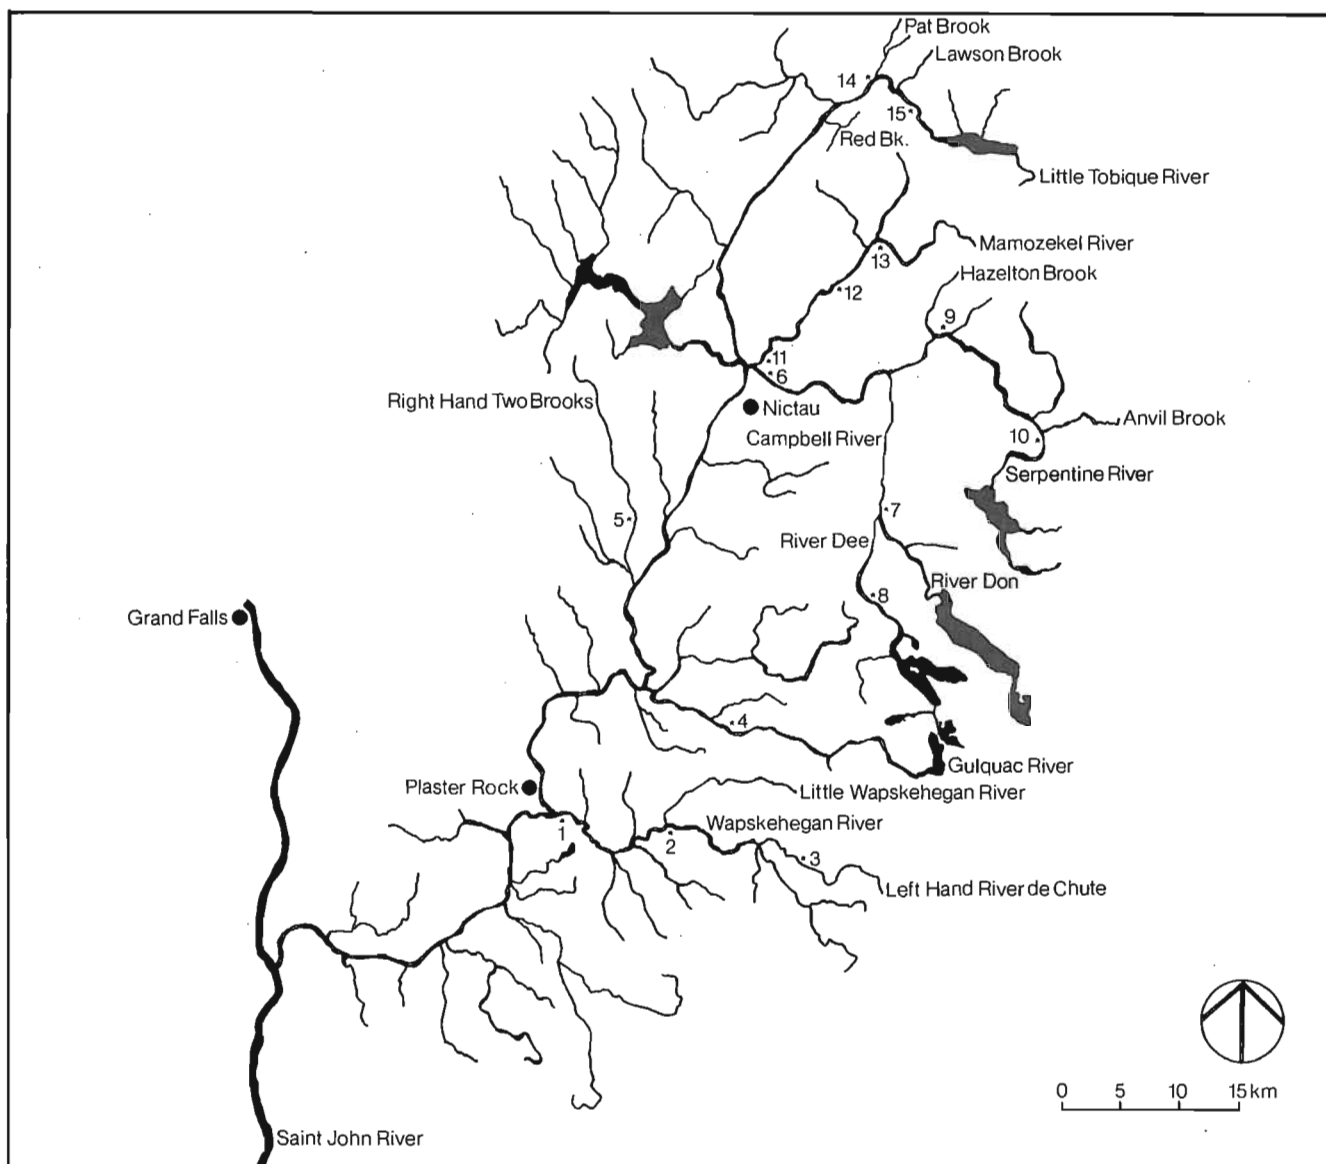 Pat Brook
Lawson Brook
14
15
Red Bk.
Little Tobique River
Mamozekel River
13
Hazelton Brook
12
9
11
6
Right Hand Two Brooks
Nictau
Anvil Brook
Campbell River
10
Serpentine River
7
5
River Dee
River Don
8
Grand Falls
4
Gulquac River
Plaster Rock
Little Wapskehegan River
Wapskehegan River
1
2
3
Left Hand River de Chute
0 5 10 15 km
Saint John River